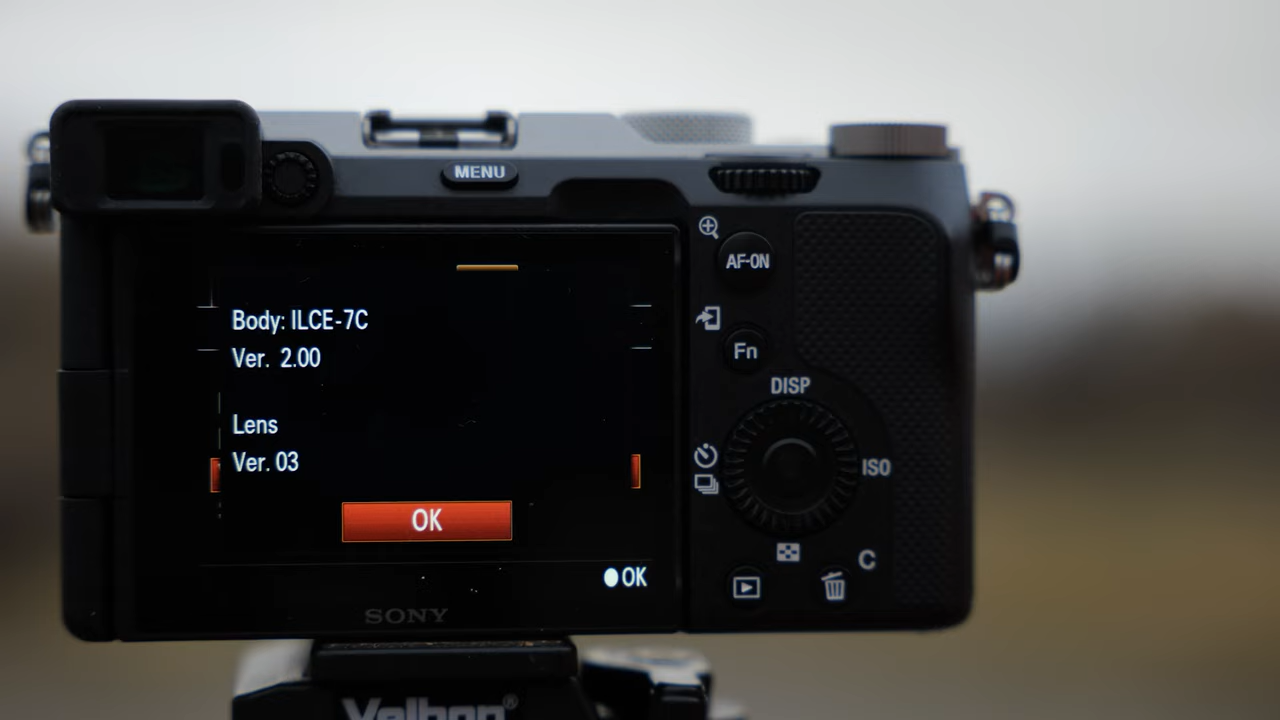 MENU
AF-ON
Body: ILCE-7C
Ver. 2.00
Fn
DISP
Lens
Ver. 03
ISO
OK
C
OK
SONY
Velbon®